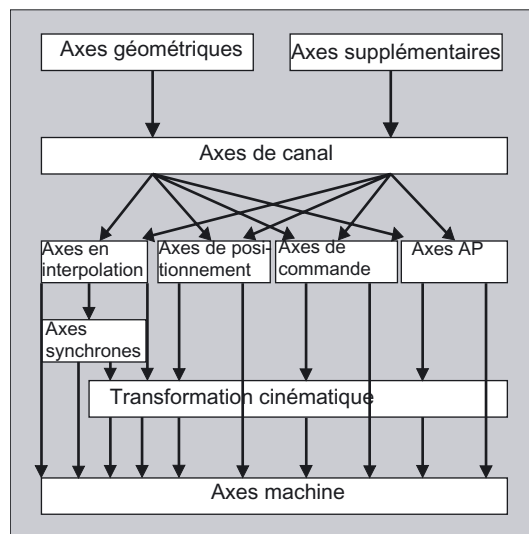 Axes géométriques
Axes supplémentaires
Axes de canal
Axes en
interpolation
Axes de posi-
tionnement
Axes de
commande
Axes AP
Axes
synchrones
Transformation cinématique
Axes machine